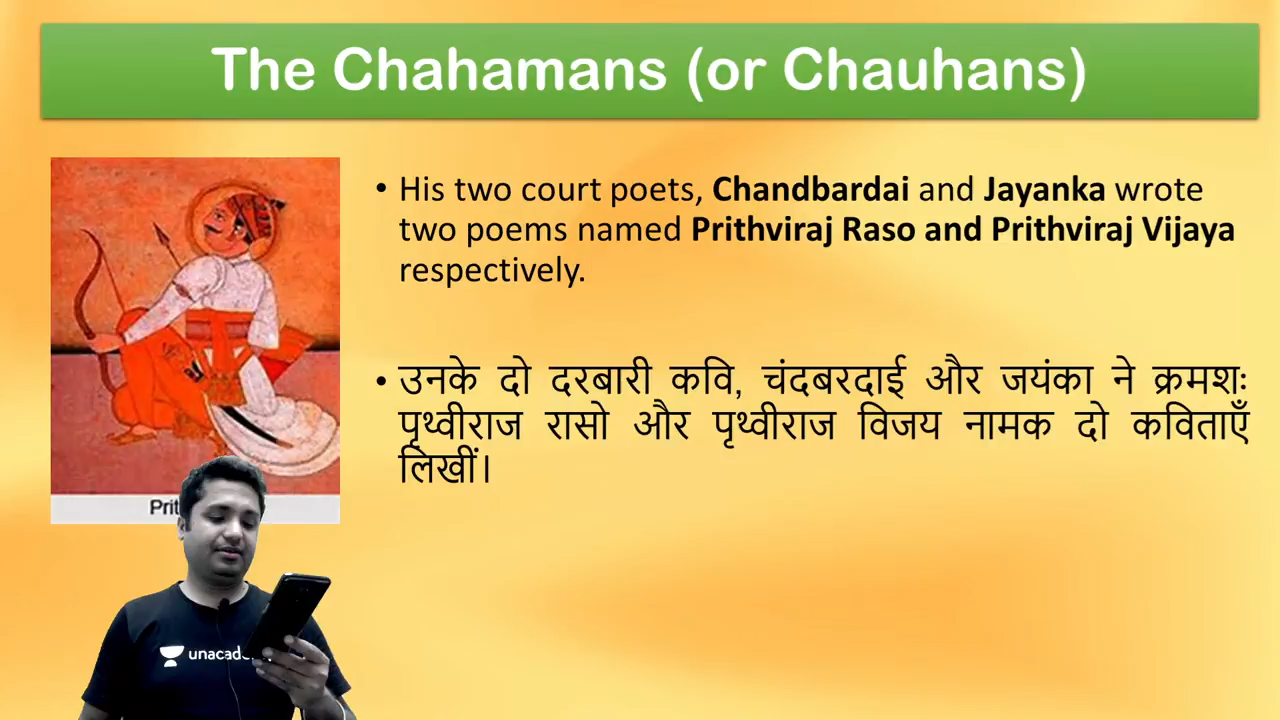 The Chahamans (or Chauhans)
• His two court poets, Chandbardai and Jayanka wrote
two poems named Prithviraj Raso and Prithviraj Vijaya
respectively.
• उनके दो दरबारी कवि, चंदबरदाई और जयंका ने क्रमशः
पृथ्वीराज रासो और पृथ्वीराज विजय नामक दो कविताएँ
लिखीं।